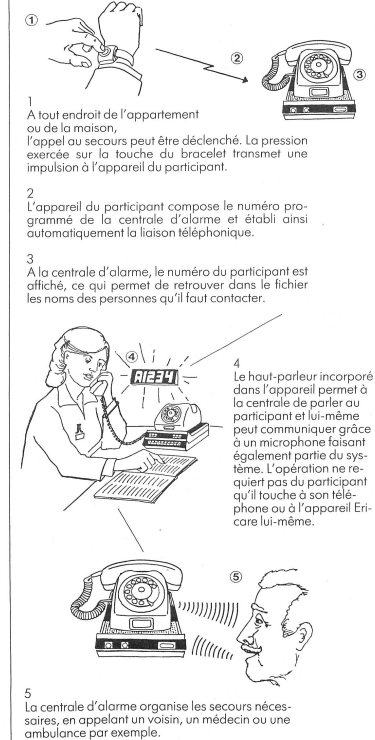 1
2
3
1
A tout endroit de l'appartement
ou de la maison,
l'appel au secours peut être déclenché. La pression
exercée sur la touche du bracelet transmet une
impulsion à l'appareil du participant.
2
L'appareil du participant compose le numéro pro-
grammé de la centrale d'alarme et établi ainsi
automatiquement la liaison téléphonique.
3
A la centrale d'alarme, le numéro du participant est
affiché, ce qui permet de retrouver dans le fichier
les noms des personnes qu'il faut contacter.
4
A1234
4
Le haut-parleur incorporé
dans l'appareil permet à
la centrale de parler au
participant et lui-même
peut communiquer grâce
à un microphone faisant
également partie du sys-
tème. L'opération ne re-
quiert pas du participant
qu'il touche à son télé-
phone ou à l'appareil Eri-
care lui-même.
5
5
La centrale d'alarme organise les secours néces-
saires, en appelant un voisin, un médecin ou une
ambulance par exemple.